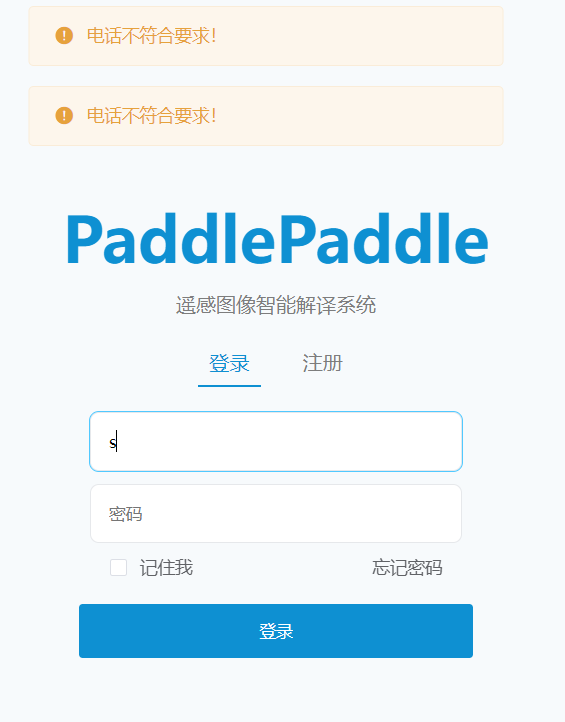 电话不符合要求!
电话不符合要求!
PaddlePaddle
遥感图像智能解译系统
登录 注册
s
密码
记住我 忘记密码
登录